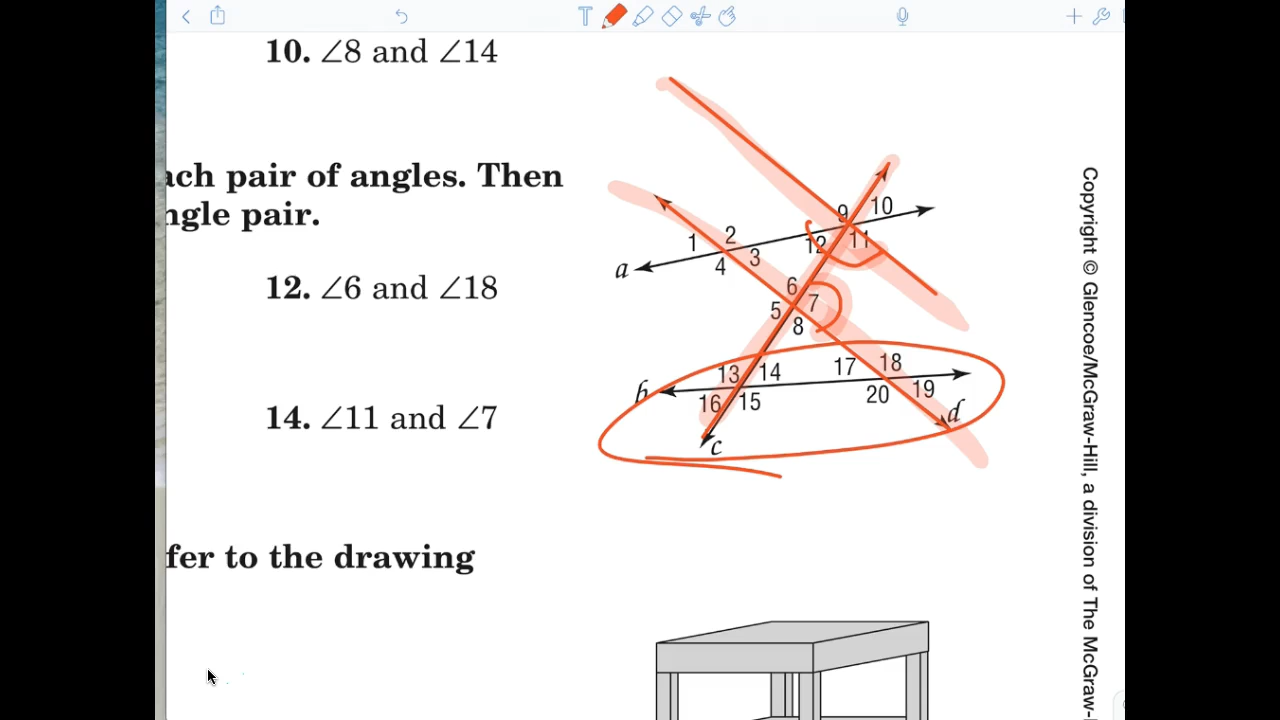 10. ∠8 and ∠14
ach pair of angles. Then
ngle pair.
12. ∠6 and ∠18
14. ∠11 and ∠7
fer to the drawing
9 10
1 2 12 11
a 4 3
6
5 7
8
13 14 17 18
b 16 15 20 19
d
c
Copyright © Glencoe/McGraw-Hill, a division of The McGraw-
T